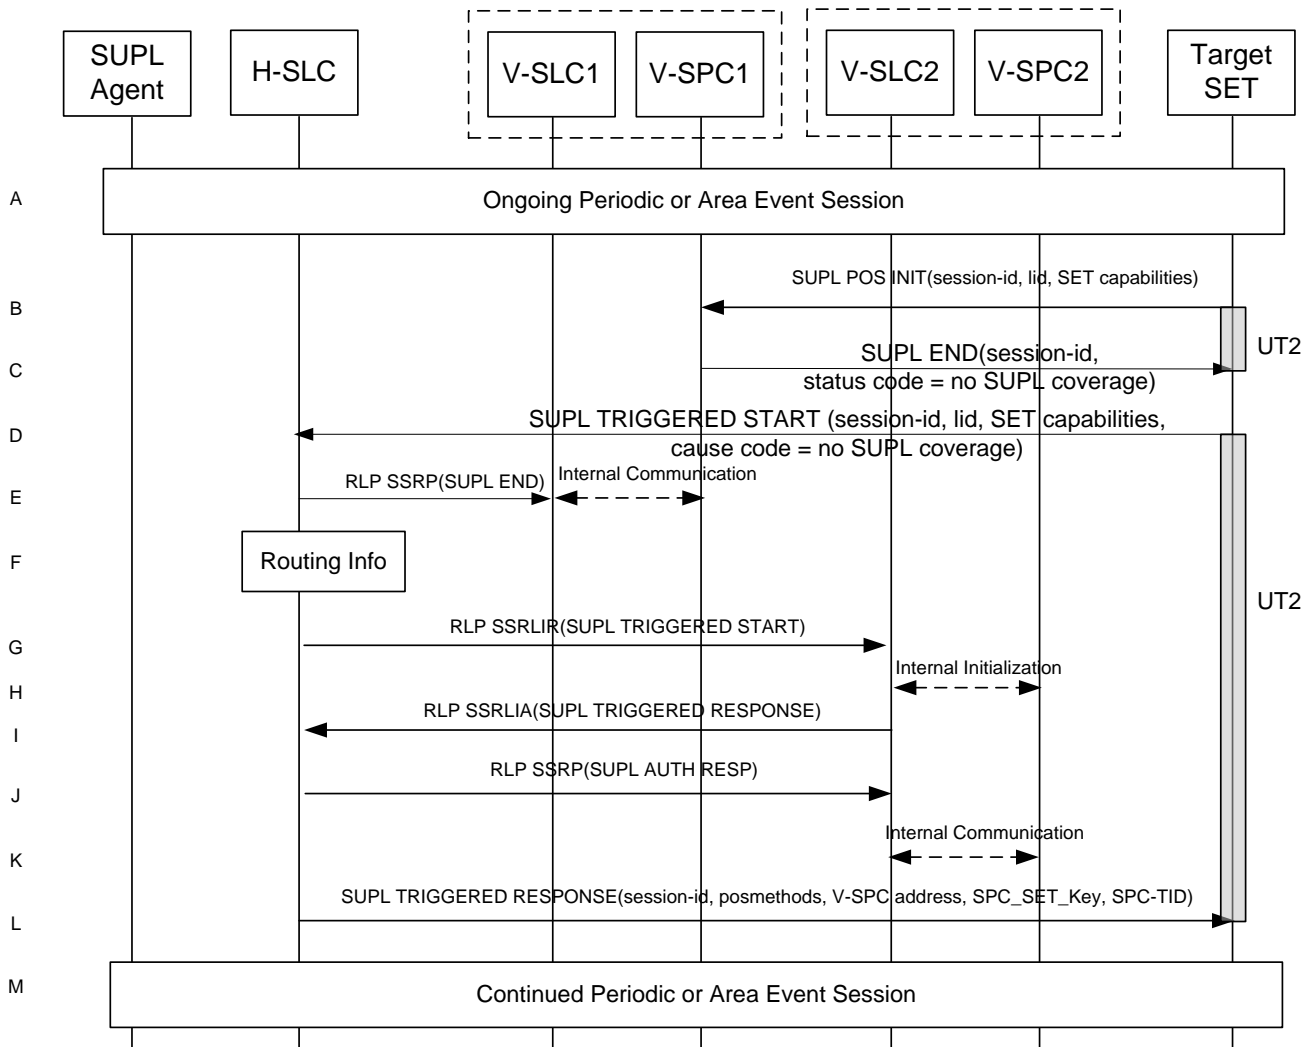 SUPL
Agent
H-SLC
V-SLC1
V-SPC1
V-SLC2
V-SPC2
Target
SET
A
Ongoing Periodic or Area Event Session
SUPL POS INIT(session-id, lid, SET capabilities)
B
UT2
SUPL END(session-id,
status code = no SUPL coverage)
C
SUPL TRIGGERED START (session-id, lid, SET capabilities,
cause code = no SUPL coverage)
D
RLP SSRP(SUPL END)
Internal Communication
E
Routing Info
F
UT2
RLP SSRLIR(SUPL TRIGGERED START)
G
Internal Initialization
H
RLP SSRLIA(SUPL TRIGGERED RESPONSE)
I
RLP SSRP(SUPL AUTH RESP)
J
Internal Communication
K
SUPL TRIGGERED RESPONSE(session-id, posmethods, V-SPC address, SPC_SET_Key, SPC-TID)
L
M
Continued Periodic or Area Event Session